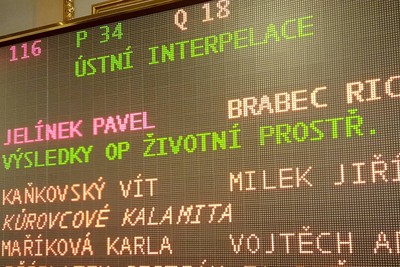 116 P 34 Q 18
ÚSTNÍ INTERPELACE
JELÍNEK PAVEL BRABEC RIC
VÝSLEDKY OP ŽIVOTNÍ PROSTŘ.
KAŇKOVSKÝ VÍT MILEK JIŘÍ
KŮROVCOVÉ KALAMITA
MAŘÍKOVÁ KARLA VOJTĚCH AD